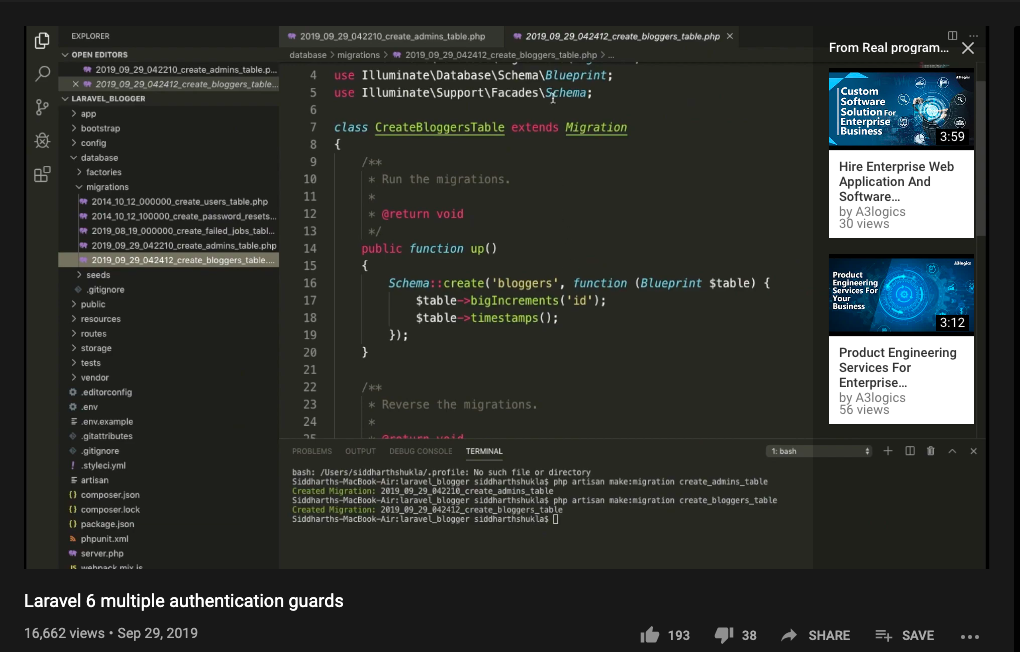 EXPLORER
OPEN EDITORS
2019_09_29_042210_create_admins_table.p...
2019_09_29_042412_create_bloggers_table...
LARAVEL_BLOGGER
app
bootstrap
config
database
factories
migrations
2014_10_12_000000_create_users_table.php
2014_10_12_100000_create_password_resets...
2019_08_19_000000_create_failed_jobs_tabl...
2019_09_29_042210_create_admins_table.php
2019_09_29_042412_create_bloggers_table....
seeds
.gitignore
public
resources
routes
storage
tests
vendor
.editorconfig
.env
.env.example
.gitattributes
.gitignore
.styleci.yml
artisan
composer.json
composer.lock
package.json
phpunit.xml
server.php
webpack.mix.js
2019_09_29_042210_create_admins_table.php
2019_09_29_042412_create_bloggers_table.php
database > migrations > 2019_09_29_042412_create_bloggers_table.php > ...
4 use Illuminate\Database\Schema\Blueprint;
5 use Illuminate\Support\Facades\Schema;
6
7 class CreateBloggersTable extends Migration
8 {
9 /**
10 * Run the migrations.
11 *
12 * @return void
13 */
14 public function up()
15 {
16 Schema::create('bloggers', function (Blueprint $table) {
17 $table->bigIncrements('id');
18 $table->timestamps();
19 });
20 }
21
22 /**
23 * Reverse the migrations.
24 *
25 * @return void
PROBLEMS OUTPUT DEBUG CONSOLE TERMINAL
1: bash
bash: /Users/siddharthshukla/.profile: No such file or directory
Siddharths-MacBook-Air:laravel_blogger siddharthshukla$ php artisan make:migration create_admins_table
Created Migration: 2019_09_29_042210_create_admins_table
Siddharths-MacBook-Air:laravel_blogger siddharthshukla$ php artisan make:migration create_bloggers_table
Created Migration: 2019_09_29_042412_create_bloggers_table
Siddharths-MacBook-Air:laravel_blogger siddharthshukla$
From Real program...
A3logics
Custom
Software
Solution For
Enterprise
Business
3:59
Hire Enterprise Web
Application And
Software...
by A3logics
30 views
A3logics
Product
Engineering
Services For
Your
Business
3:12
Product Engineering
Services For
Enterprise...
by A3logics
56 views
Laravel 6 multiple authentication guards
16,662 views • Sep 29, 2019
193
38
SHARE
SAVE